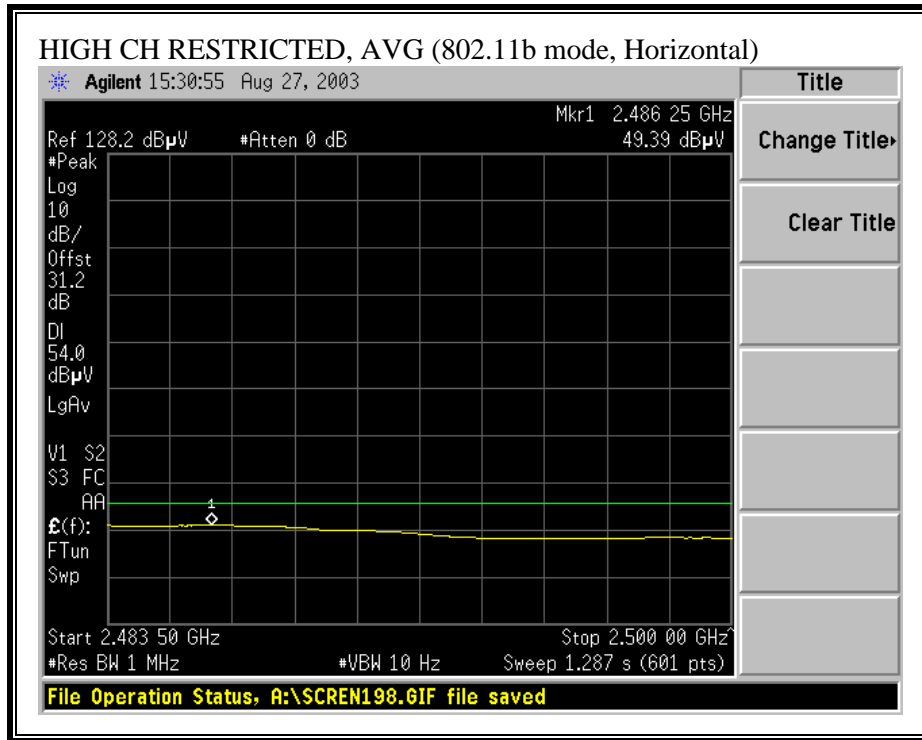 HIGH CH RESTRICTED, AVG (802.11b mode, Horizontal)
Agilent 15:30:55 Aug 27, 2003
Title
Mkr1 2.486 25 GHz
Ref 128.2 dBµV #Atten 0 dB 49.39 dBµV
Change Title
#Peak
Log
10
dB/
Offst
31.2
dB
DI
54.0
dBµV
LgAv
V1 S2
S3 FC
AA
£(f):
FTun
Swp
Clear Title
1
Start 2.483 50 GHz Stop 2.500 00 GHz^
#Res BW 1 MHz #VBW 10 Hz Sweep 1.287 s (601 pts)
File Operation Status, A:\SCREN198.GIF file saved